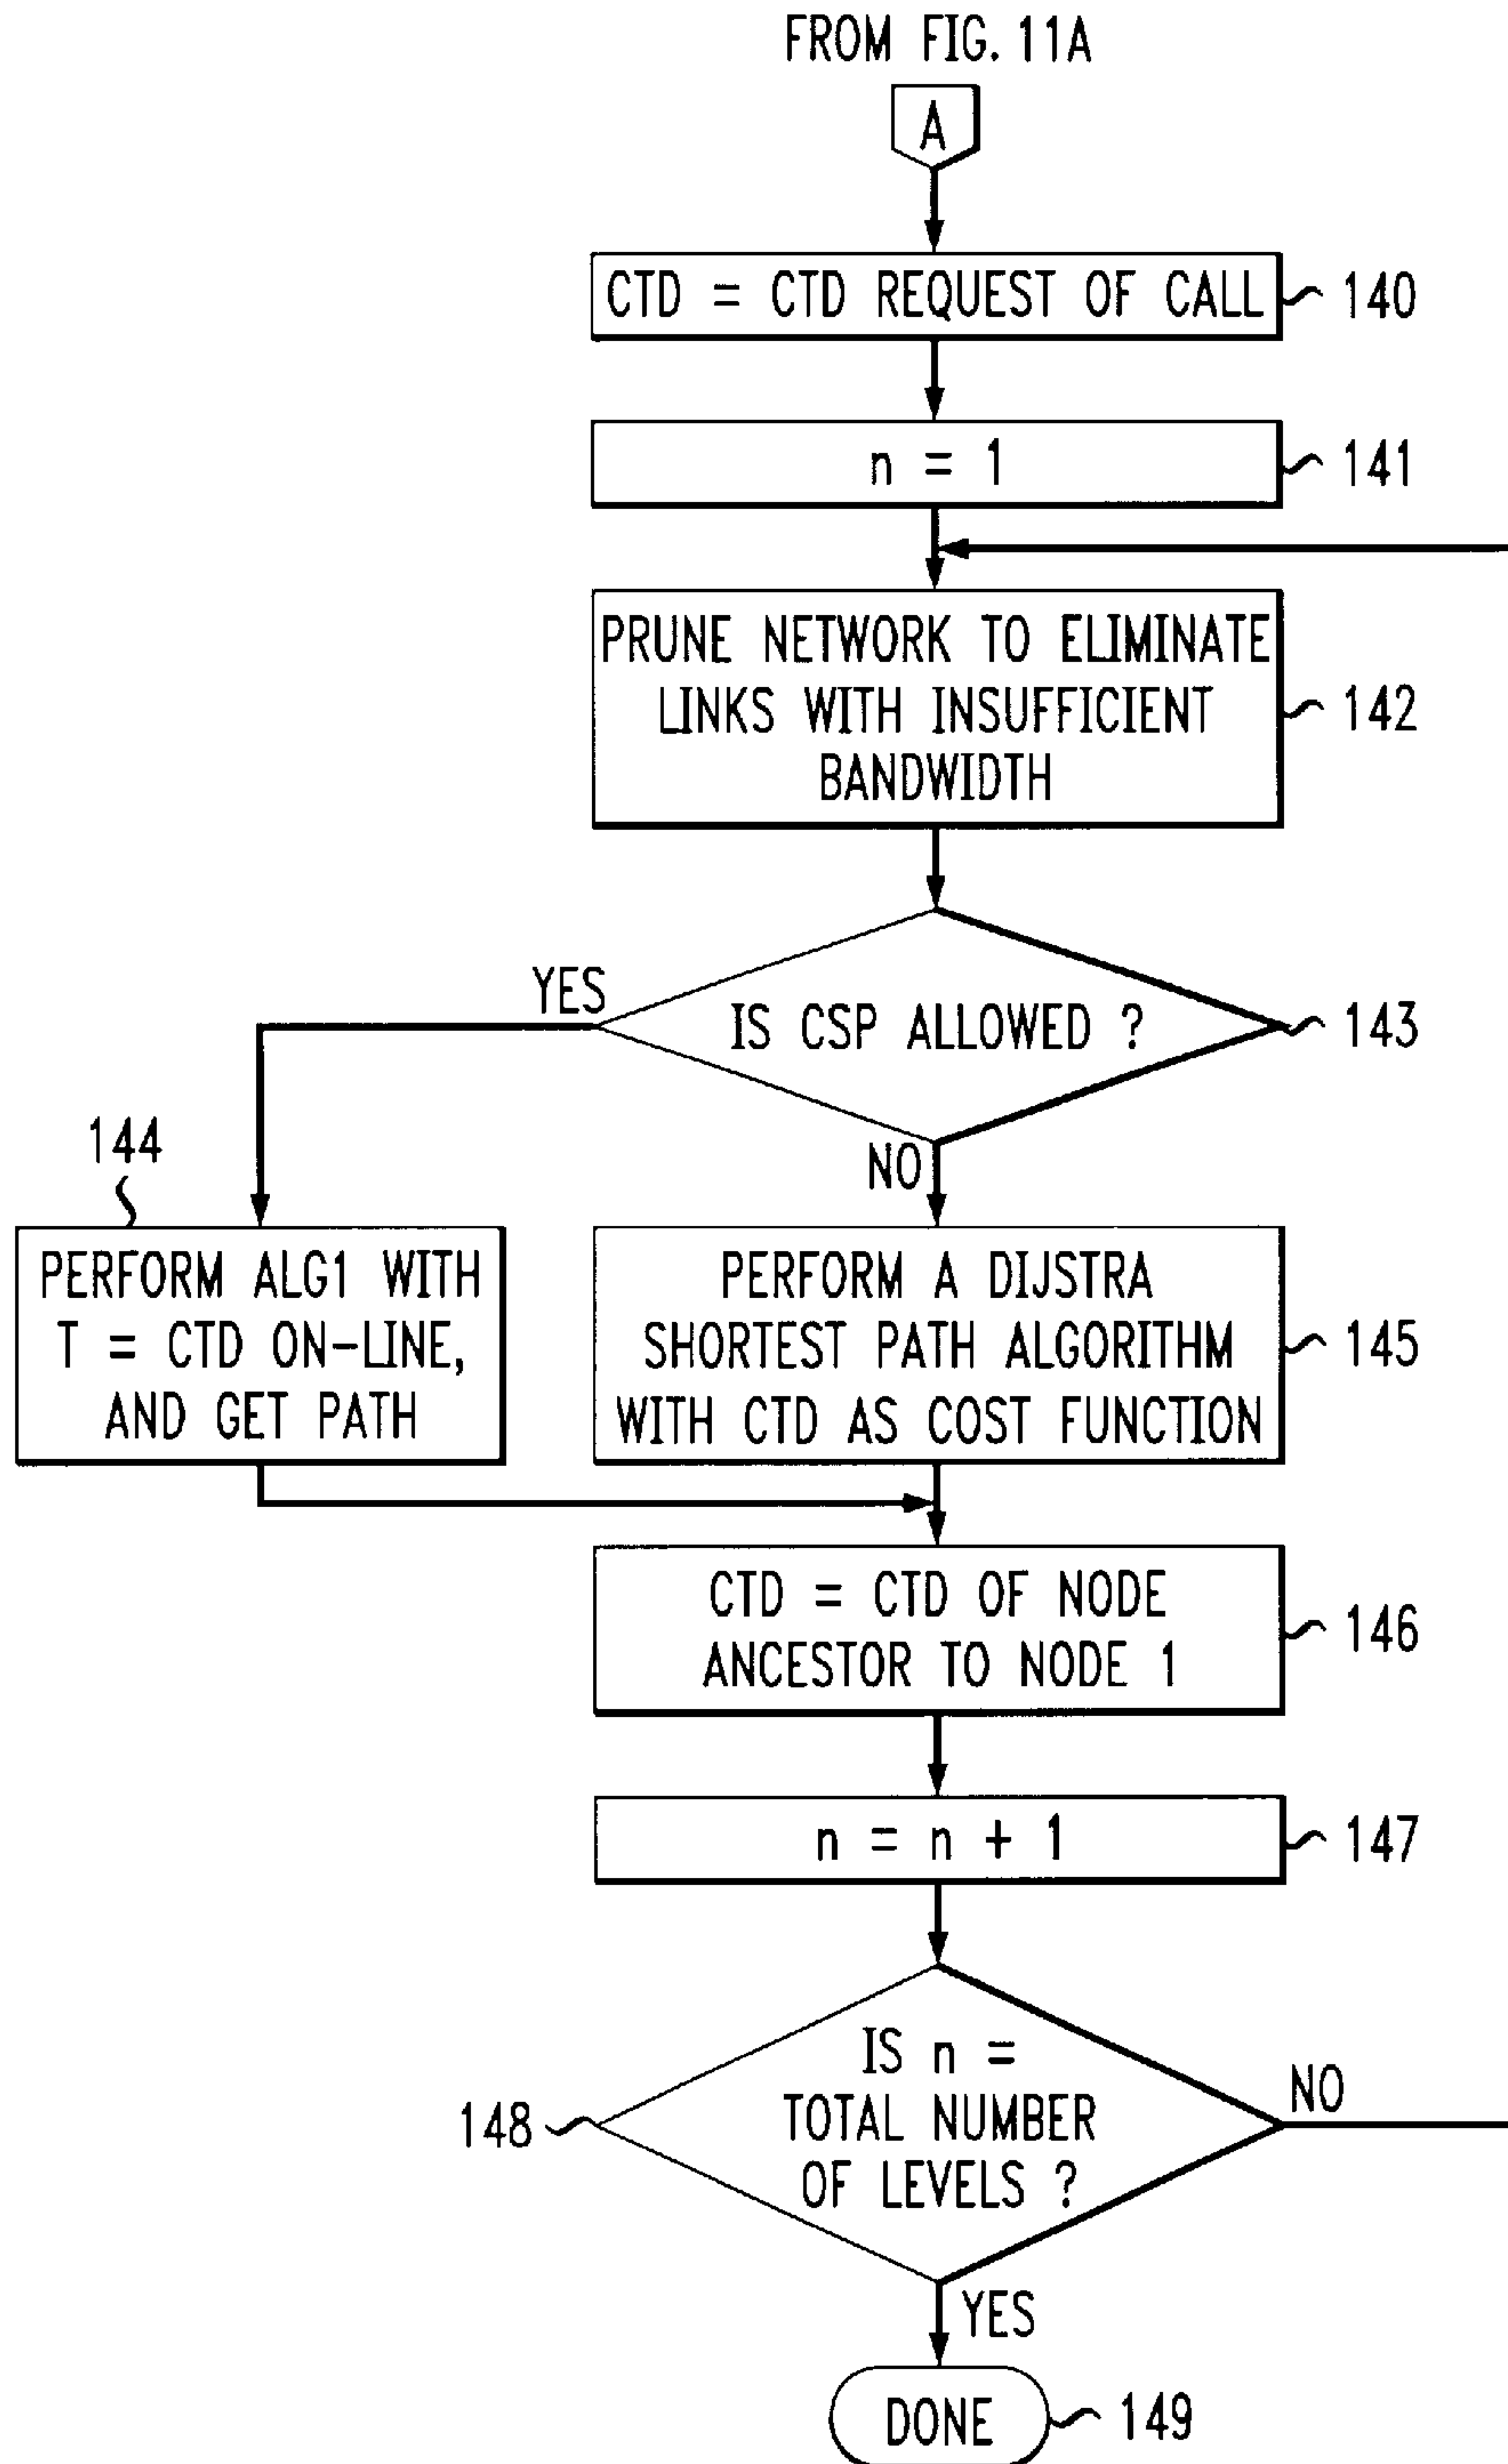 FROM FIG. 11A
A
CTD = CTD REQUEST OF CALL
140
n = 1
141
PRUNE NETWORK TO ELIMINATE
LINKS WITH INSUFFICIENT
BANDWIDTH
142
YES
IS CSP ALLOWED ?
143
NO
144
PERFORM ALG1 WITH
T = CTD ON-LINE,
AND GET PATH
PERFORM A DIJSTRA
SHORTEST PATH ALGORITHM
WITH CTD AS COST FUNCTION
145
CTD = CTD OF NODE
ANCESTOR TO NODE 1
146
n = n + 1
147
IS n =
TOTAL NUMBER
OF LEVELS ?
148
NO
YES
DONE
149